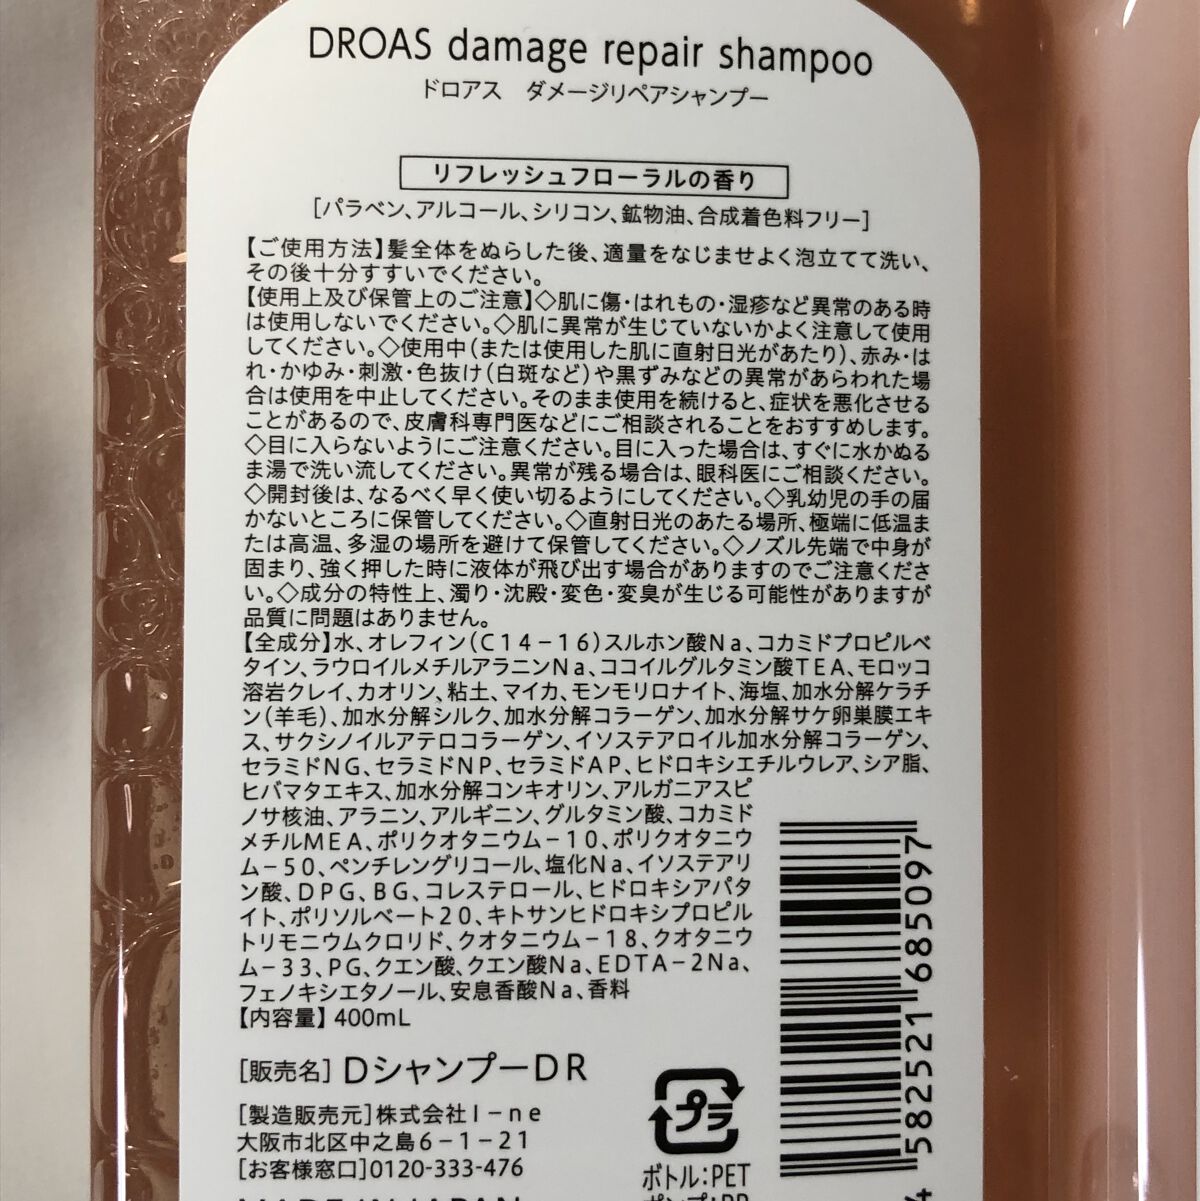 DROAS damage repair shampoo
ドロアス ダメージリペアシャンプー
リフレッシュフローラルの香り
[パラベン、アルコール、シリコン、鉱物油、合成着色料フリー]
【ご使用方法】髪全体をぬらした後、適量をなじませよく泡立てて洗い、
その後十分すすいでください。
【使用上及び保管上のご注意】◇肌に傷・はれもの・湿疹など異常のある時
は使用しないでください。◇肌に異常が生じていないかよく注意して使用
してください。◇使用中(または使用した肌に直射日光があたり)、赤み・は
れ・かゆみ・刺激・色抜け(白斑など)や黒ずみなどの異常があらわれた場
合は使用を中止してください。そのまま使用を続けると、症状を悪化させる
ことがあるので、皮膚科専門医などにご相談されることをおすすめします。
◇目に入らないようにご注意ください。目に入った場合は、すぐに水かぬる
ま湯で洗い流してください。異常が残る場合は、眼科医にご相談ください。
◇開封後は、なるべく早く使い切るようにしてください。◇乳幼児の手の届
かないところに保管してください。◇直射日光のあたる場所、極端に低温ま
たは高温、多湿の場所を避けて保管してください。◇ノズル先端で中身が
固まり、強く押した時に液体が飛び出す場合がありますのでご注意くださ
い。◇成分の特性上、濁り・沈殿・変色・変臭が生じる可能性がありますが
品質に問題はありません。
【全成分】水、オレフィン(C14-16)スルホン酸Na、コカミドプロピルベ
タイン、ラウロイルメチルアラニンNa、ココイルグルタミン酸TEA、モロッコ
溶岩クレイ、カオリン、粘土、マイカ、モンモリロナイト、海塩、加水分解ケラチ
ン(羊毛)、加水分解シルク、加水分解コラーゲン、加水分解サケ卵巣膜エキ
ス、サクシノイルアテロコラーゲン、イソステアロイル加水分解コラーゲン、
セラミドNG、セラミドNP、セラミドAP、ヒドロキシエチルウレア、シア脂、
ヒバマタエキス、加水分解コンキオリン、アルガニアスピ
ノサ核油、アラニン、アルギニン、グルタミン酸、コカミド
メチルMEA、ポリクオタニウム-10、ポリクオタニウ
ム-50、ペンチレングリコール、塩化Na、イソステアリ
ン酸、DPG、BG、コレステロール、ヒドロキシアパタ
イト、ポリソルベート20、キトサンヒドロキシプロピル
トリモニウムクロリド、クオタニウム-18、クオタニウ
ム-33、PG、クエン酸、クエン酸Na、EDTA-2Na、
フェノキシエタノール、安息香酸Na、香料
【内容量】400mL
[販売名]DシャンプーDR
[製造販売元]株式会社I-ne
大阪市北区中之島6-1-21
[お客様窓口]0120-333-476
MADE IN JAPAN
プラ
ボトル:PET
ポンプ:PP
4 582521 685097